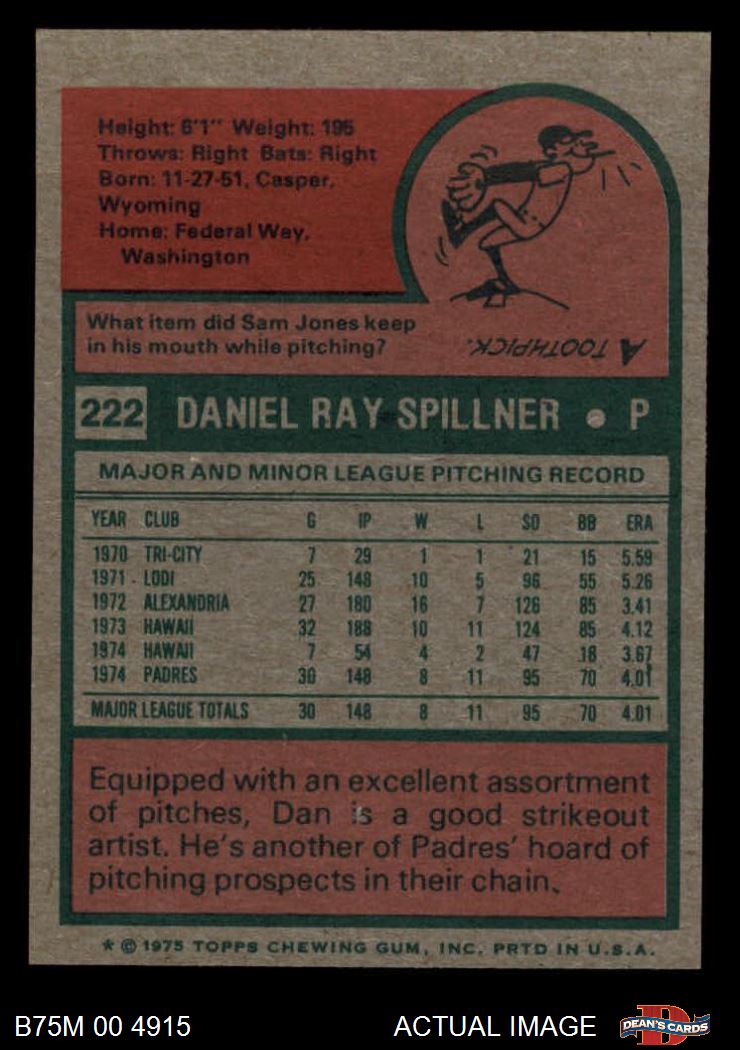 Height: 6'1" Weight: 195
Throws: Right Bats: Right
Born: 11-27-51, Casper,
Wyoming
Home: Federal Way,
Washington
What item did Sam Jones keep
in his mouth while pitching?
A TOOTHPICK.
222 DANIEL RAY SPILLNER • P
MAJOR AND MINOR LEAGUE PITCHING RECORD
YEAR CLUB G IP W L SO BB ERA
1970 TRI-CITY 7 29 1 1 21 15 5.59
1971 LODI 25 148 10 5 96 55 5.26
1972 ALEXANDRIA 27 180 16 7 126 85 3.41
1973 HAWAII 32 188 10 11 124 85 4.12
1974 HAWAII 7 54 4 2 47 18 3.67
1974 PADRES 30 148 8 11 95 70 4.01
MAJOR LEAGUE TOTALS 30 148 8 11 95 70 4.01
Equipped with an excellent assortment
of pitches, Dan is a good strikeout
artist. He's another of Padres' hoard of
pitching prospects in their chain.
* © 1975 TOPPS CHEWING GUM, INC. PRTD IN U.S.A.
B75M 00 4915 ACTUAL IMAGE D DEAN'S CARDS